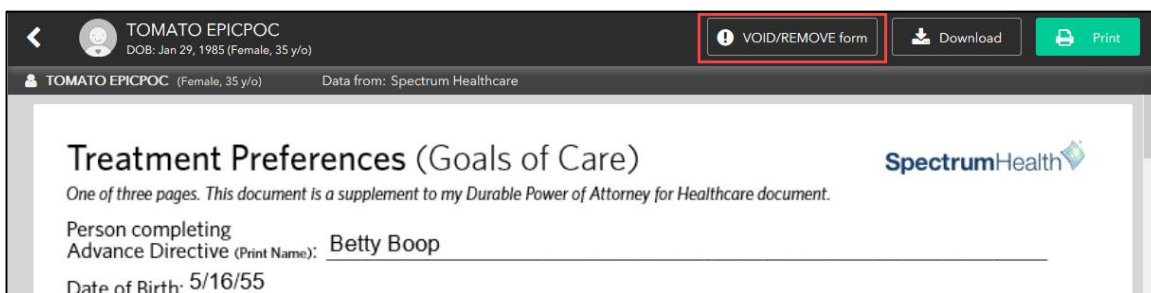 TOMATO EPICPOC
DOB: Jan 29, 1985 (Female, 35 y/o)
VOID/REMOVE form
Download
Print
TOMATO EPICPOC (Female, 35 y/o) Data from: Spectrum Healthcare
Treatment Preferences (Goals of Care)
SpectrumHealth
One of three pages. This document is a supplement to my Durable Power of Attorney for Healthcare document.
Person completing
Advance Directive (Print Name): Betty Boop
Date of Birth: 5/16/55